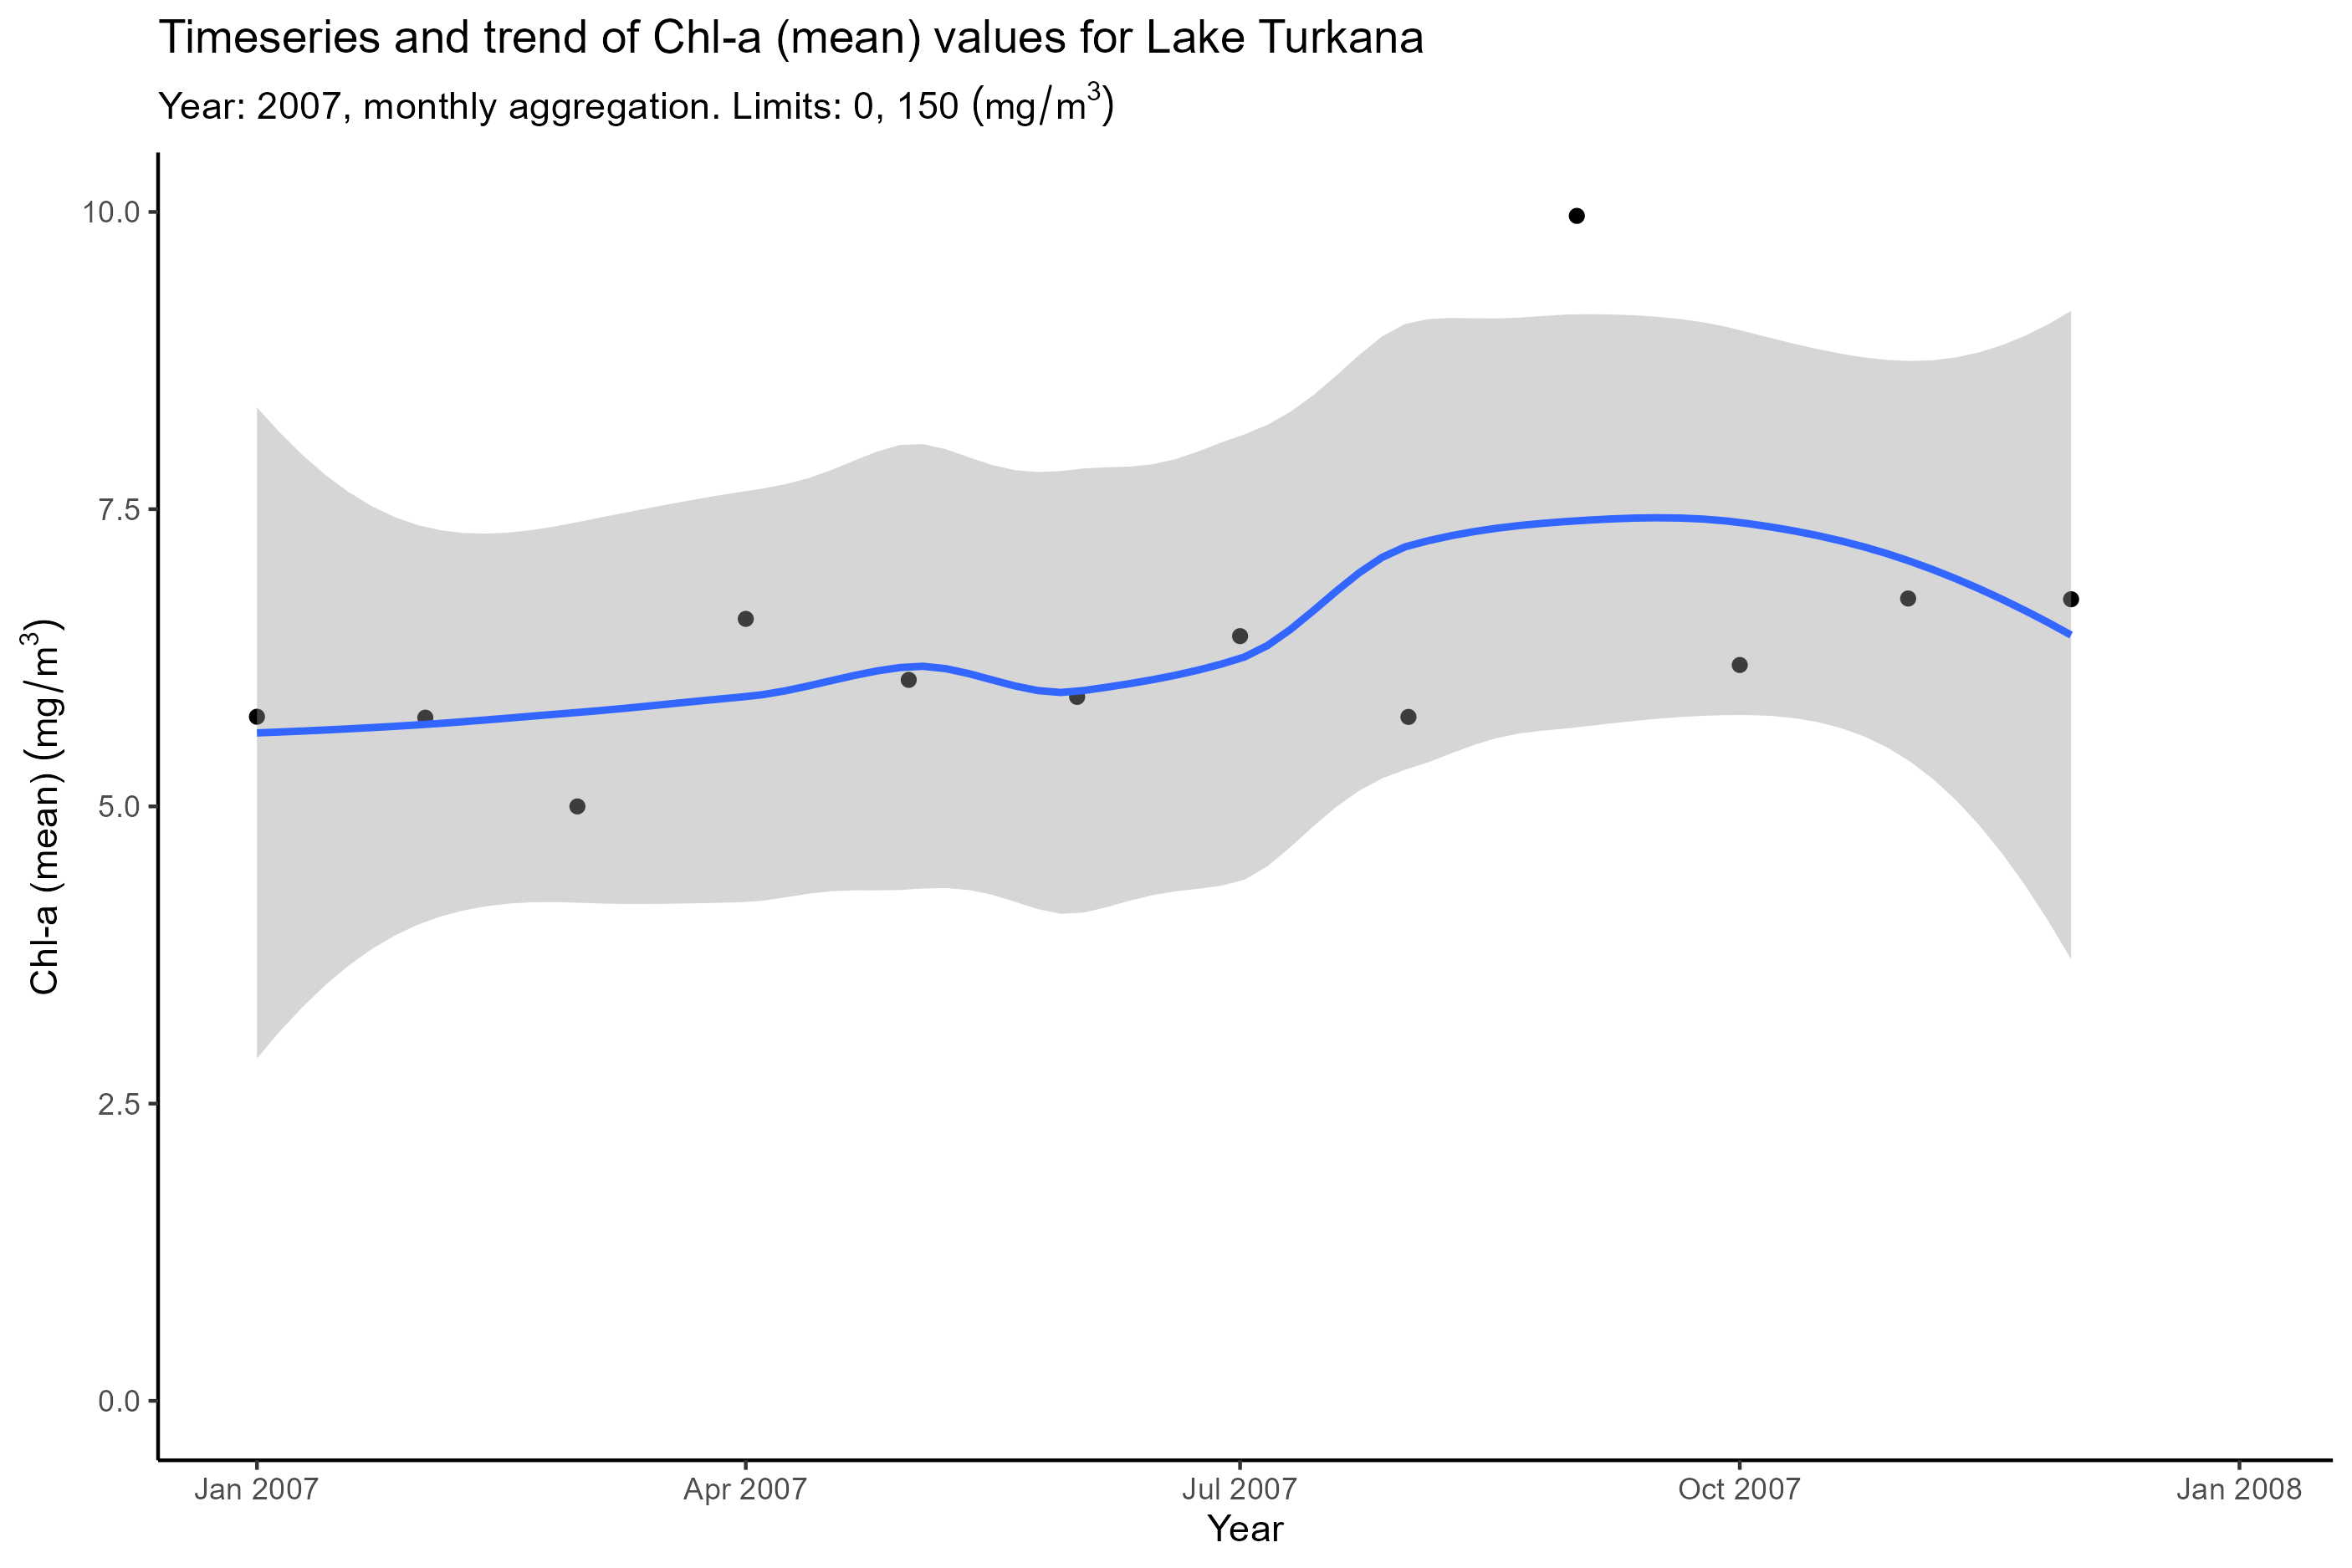 Timeseries and trend of Chl-a (mean) values for Lake Turkana
Year: 2007, monthly aggregation. Limits: 0, 150 (mg/m³)
Chl-a (mean) (mg/m³)
10.0
7.5
5.0
2.5
0.0
Jan 2007
Apr 2007
Jul 2007
Oct 2007
Jan 2008
Year